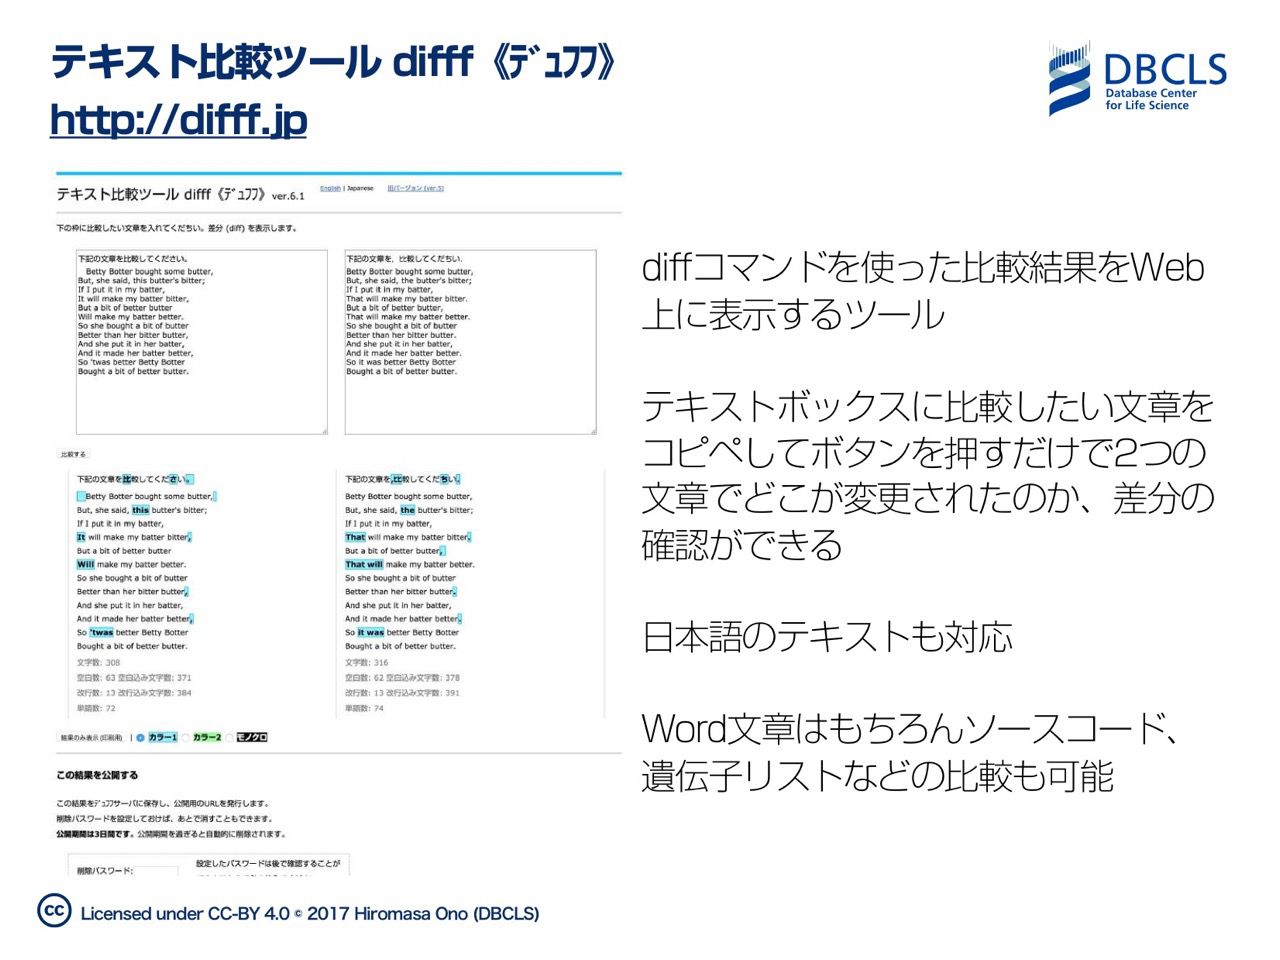 テキスト比較ツール difff《ﾃﾞｭﾌﾌ》
http://difff.jp
DBCLS
Database Center
for Life Science
テキスト比較ツール difff《ﾃﾞｭﾌﾌ》ver.6.1
English | Japanese 旧バージョン (ver.5)
下の枠に比較したい文章を入れてくだちい。差分 (diff) を表示します。
下記の文章を比較してください。
Betty Botter bought some butter,
But, she said, this butter's bitter;
If I put it in my batter,
It will make my batter bitter,
But a bit of better butter
Will make my batter better.
So she bought a bit of butter
Better than her bitter butter,
And she put it in her batter,
And it made her batter better,
So 'twas better Betty Botter
Bought a bit of better butter.
下記の文章を，比較してくだちい．
Betty Botter bought some butter,
But, she said, the butter's bitter;
If I put it in my batter,
That will make my batter bitter.
But a bit of better butter,
That will make my batter better.
So she bought a bit of butter
Better than her bitter butter.
And she put it in her batter,
And it made her batter better.
So it was better Betty Botter
Bought a bit of better butter.
比較する
下記の文章を比較してください。
Betty Botter bought some butter,
But, she said, this butter's bitter;
If I put it in my batter,
It will make my batter bitter,
But a bit of better butter
Will make my batter better.
So she bought a bit of butter
Better than her bitter butter,
And she put it in her batter,
And it made her batter better,
So 'twas better Betty Botter
Bought a bit of better butter.
文字数: 308
空白数: 63 空白込み文字数: 371
改行数: 13 改行込み文字数: 384
単語数: 72
下記の文章を，比較してくだちい．
Betty Botter bought some butter,
But, she said, the butter's bitter;
If I put it in my batter,
That will make my batter bitter.
But a bit of better butter,
That will make my batter better.
So she bought a bit of butter
Better than her bitter butter.
And she put it in her batter,
And it made her batter better.
So it was better Betty Botter
Bought a bit of better butter.
文字数: 316
空白数: 62 空白込み文字数: 378
改行数: 13 改行込み文字数: 391
単語数: 74
結果のみ表示 (印刷用) | カラー1 カラー2 モノクロ
この結果を公開する
この結果をﾃﾞｭﾌﾌサーバに保存し、公開用のURLを発行します。
削除パスワードを設定しておけば、あとで消すこともできます。
公開期間は3日間です。公開期間を過ぎると自動的に削除されます。
削除パスワード:
設定したパスワードは後で確認することが
diffコマンドを使った比較結果をWeb
上に表示するツール
テキストボックスに比較したい文章を
コピペしてボタンを押すだけで2つの
文章でどこが変更されたのか、差分の
確認ができる
日本語のテキストも対応
Word文章はもちろんソースコード、
遺伝子リストなどの比較も可能
cc Licensed under CC-BY 4.0 © 2017 Hiromasa Ono (DBCLS)